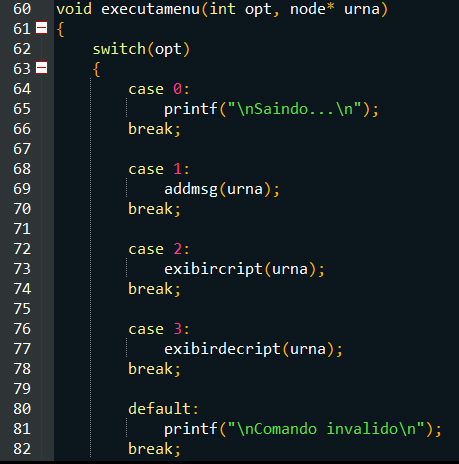 60 void executamenu(int opt, node* urna)
61 {
62 switch(opt)
63 {
64 case 0:
65 printf("\nSaindo...\n");
66 break;
67
68 case 1:
69 addmsg(urna);
70 break;
71
72 case 2:
73 exibircript(urna);
74 break;
75
76 case 3:
77 exibirdecript(urna);
78 break;
79
80 default:
81 printf("\nComando invalido\n");
82 break;